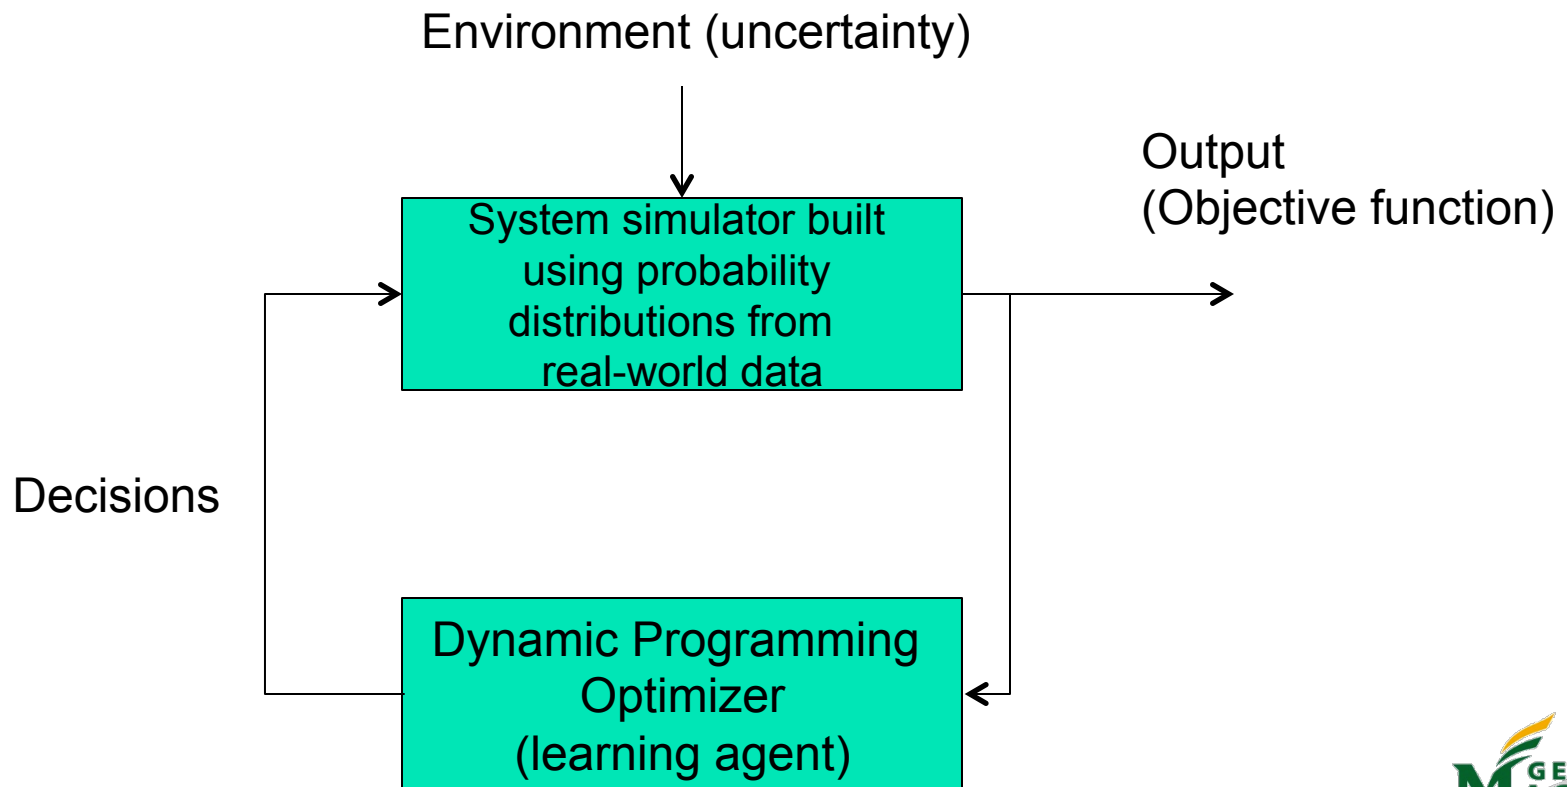 Environment (uncertainty)
Output
(Objective function)
System simulator built
using probability
distributions from
real-world data
Decisions
Dynamic Programming
Optimizer
(learning agent)